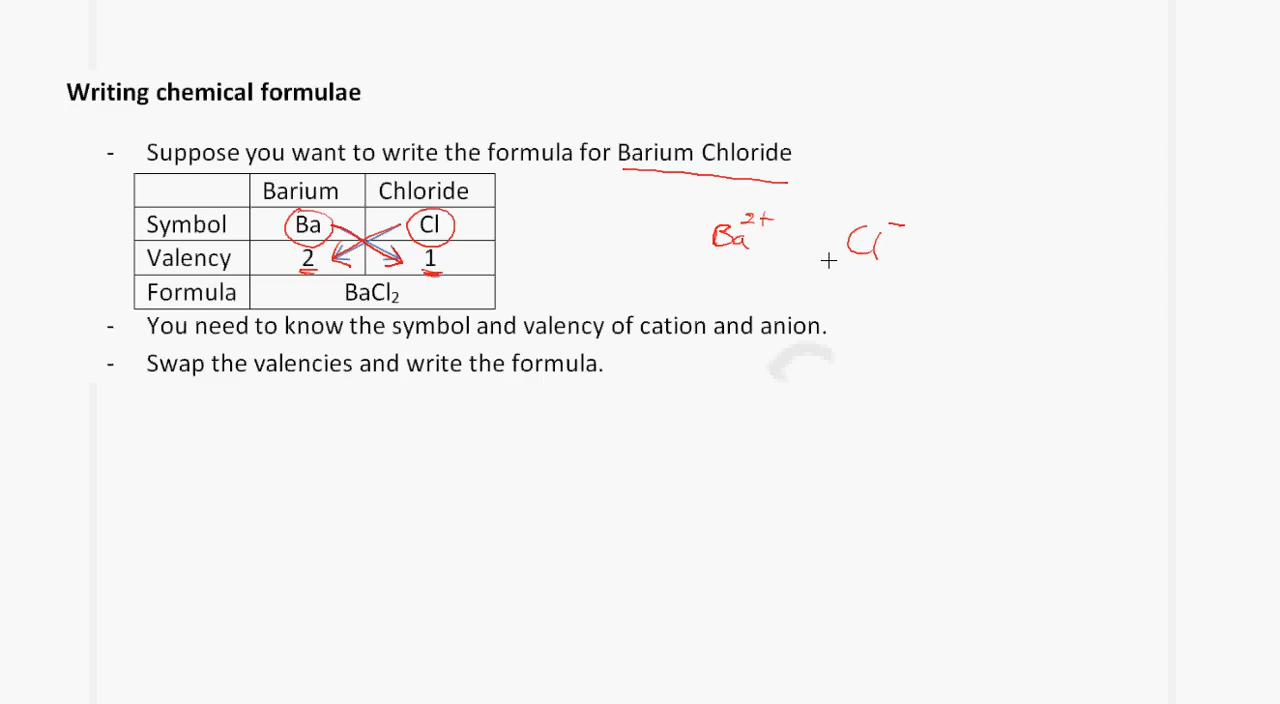 Writing chemical formulae
- Suppose you want to write the formula for Barium Chloride
Barium Chloride
Symbol Ba Cl
Valency 2 1
Formula BaCl₂
Ba²⁺ Cl⁻
- You need to know the symbol and valency of cation and anion.
- Swap the valencies and write the formula.